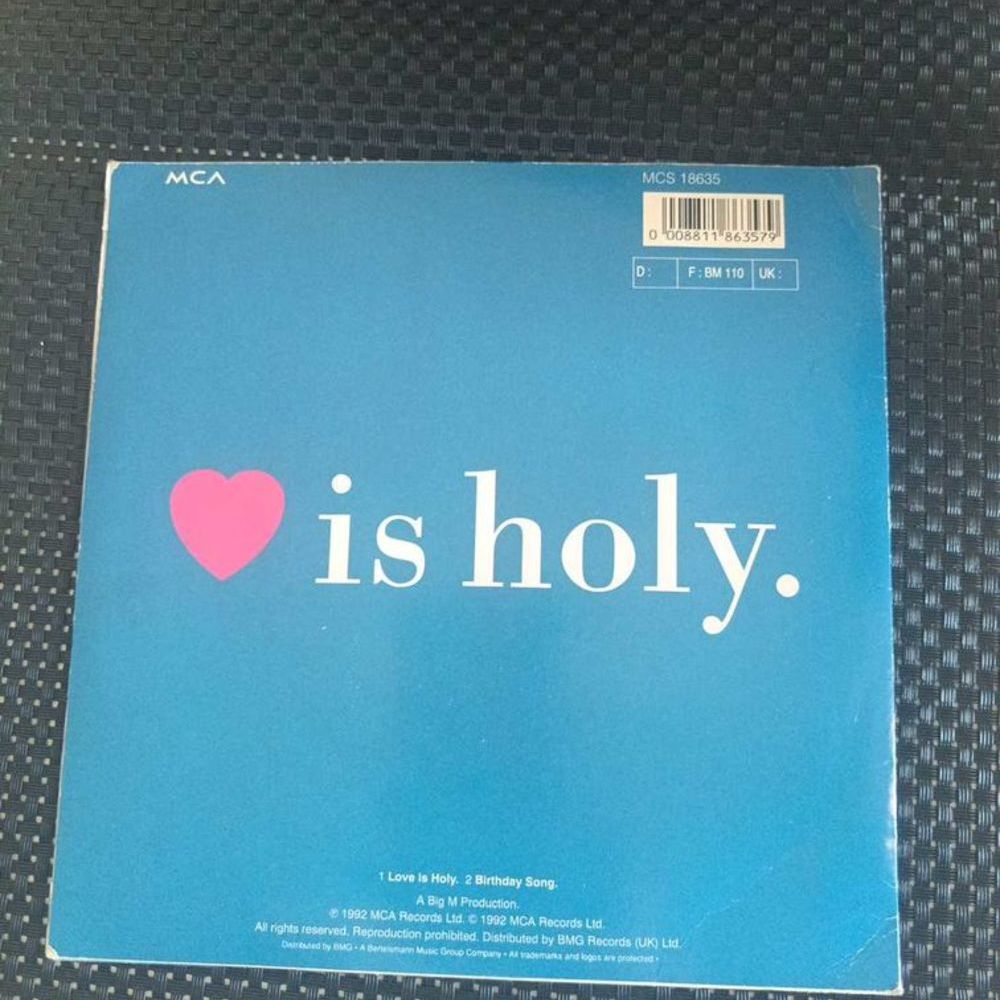 MCA
MCS 18635
0 008811 863579
D : F : BM 110 UK :
is holy.
1 Love Is Holy. 2 Birthday Song.
A Big M Production.
℗ 1992 MCA Records Ltd. © 1992 MCA Records Ltd.
All rights reserved. Reproduction prohibited. Distributed by BMG Records (UK) Ltd.
Distributed by BMG • A Bertelsmann Music Group Company • All trademarks and logos are protected •